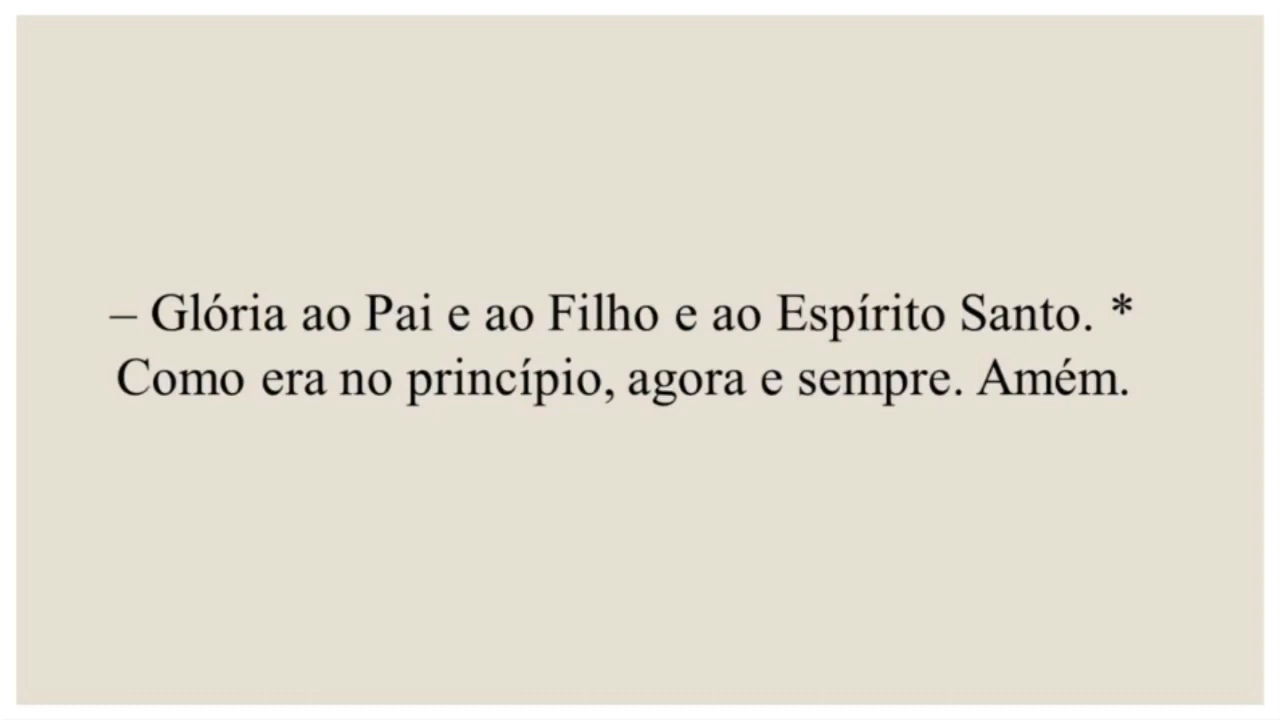 – Glória ao Pai e ao Filho e ao Espírito Santo. *
Como era no princípio, agora e sempre. Amém.